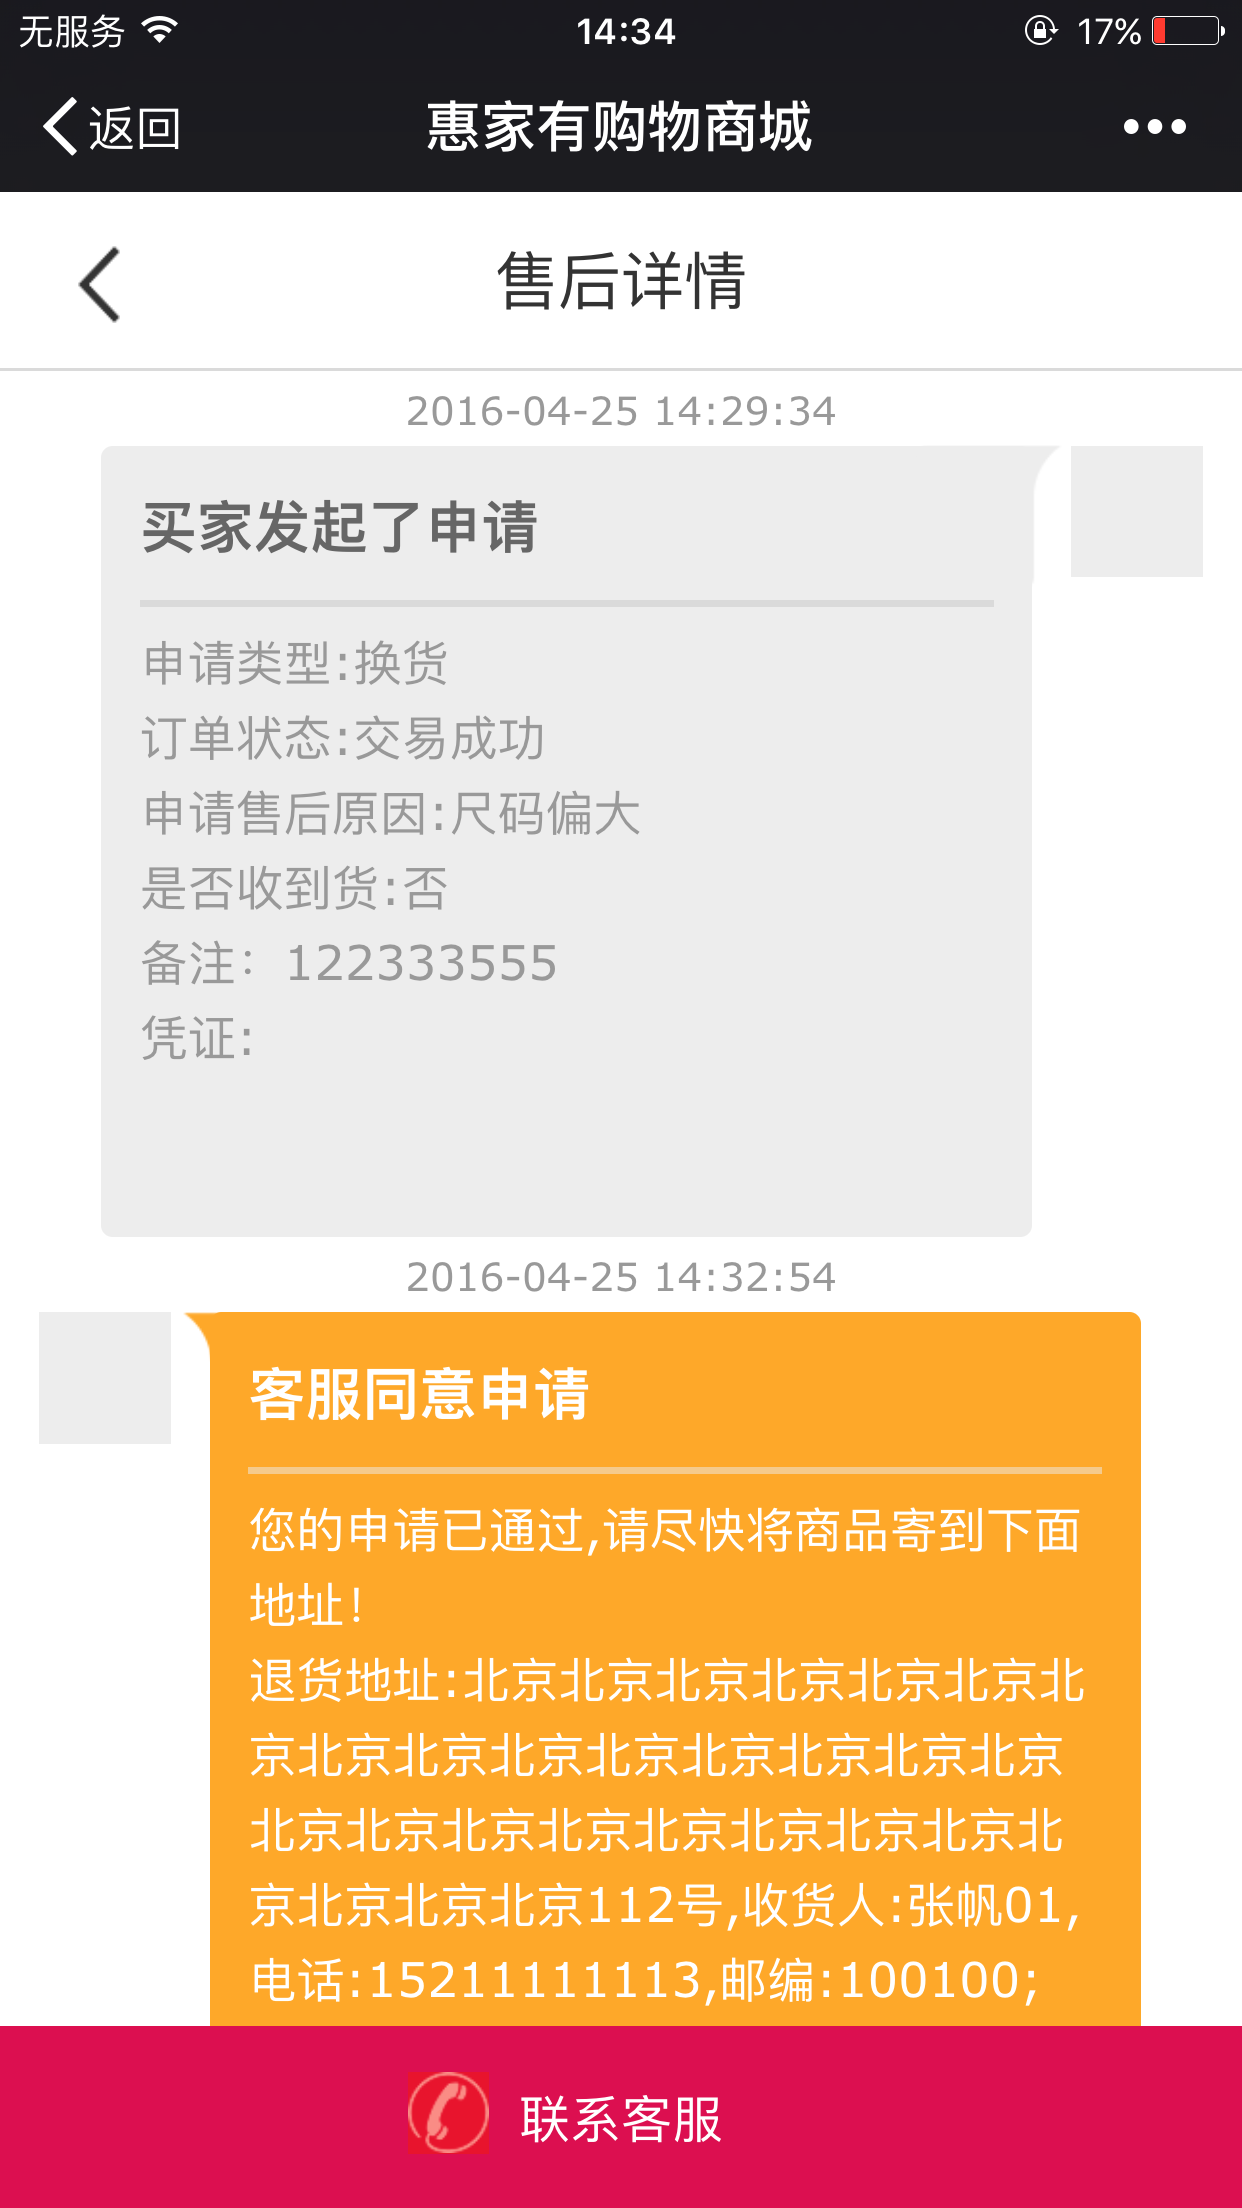 无服务 14:34 17%
返回 惠家有购物商城
售后详情
2016-04-25 14:29:34
买家发起了申请
申请类型:换货
订单状态:交易成功
申请售后原因:尺码偏大
是否收到货:否
备注：122333555
凭证:
2016-04-25 14:32:54
客服同意申请
您的申请已通过,请尽快将商品寄到下面
地址!
退货地址:北京北京北京北京北京北京北
京北京北京北京北京北京北京北京北京
北京北京北京北京北京北京北京北京北
京北京北京北京112号,收货人:张帆01,
电话:15211111113,邮编:100100;
联系客服